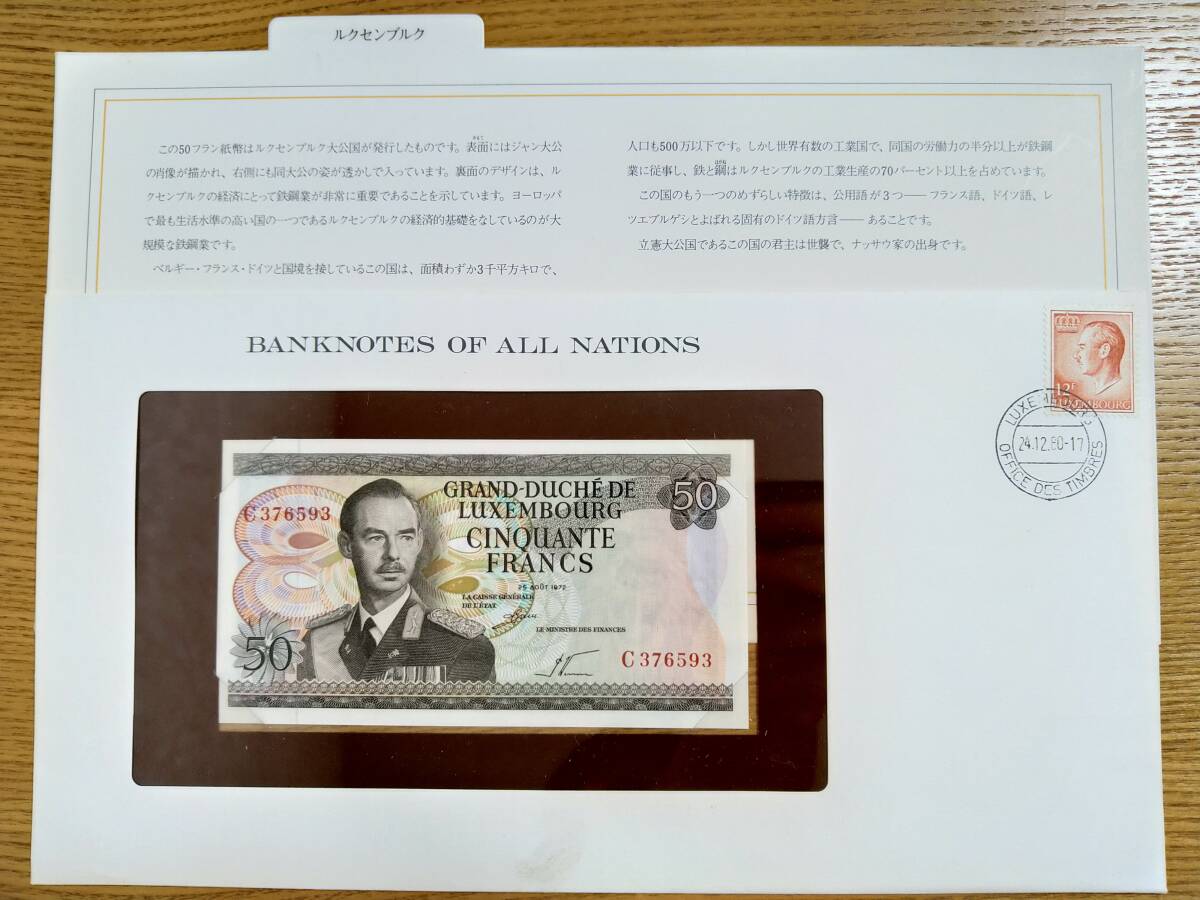 ルクセンブルク
この50フラン紙幣はルクセンブルク大公国が発行したものです。表面にはジャン大公
の肖像が描かれ、右側にも同大公の姿が透かしで入っています。裏面のデザインは、ル
クセンブルクの経済にとって鉄鋼業が非常に重要であることを示しています。ヨーロッパ
で最も生活水準の高い国の一つであるルクセンブルクの経済的基礎をなしているのが大
規模な鉄鋼業です。
ベルギー・フランス・ドイツと国境を接しているこの国は、面積わずか3千平方キロで、
人口も500万以下です。しかし世界有数の工業国で、同国の労働力の半分以上が鉄鋼
業に従事し、鉄と鋼はルクセンブルクの工業生産の70パーセント以上を占めています。
この国のもう一つのめずらしい特徴は、公用語が3つ——フランス語、ドイツ語、レ
ツエブルゲシとよばれる固有のドイツ語方言——あることです。
立憲大公国であるこの国の君主は世襲で、ナッサウ家の出身です。
BANKNOTES OF ALL NATIONS
12F
LUXEMBOURG
LUXEMBOURG
24.12.80-17
OFFICE DES TIMBRES
GRAND-DUCHÉ DE
LUXEMBOURG
CINQUANTE
FRANCS
50
C 376593
25 AOÛT 1972
LA CAISSE GÉNÉRALE
DE L'ÉTAT
LE MINISTRE DES FINANCES
50
C 376593